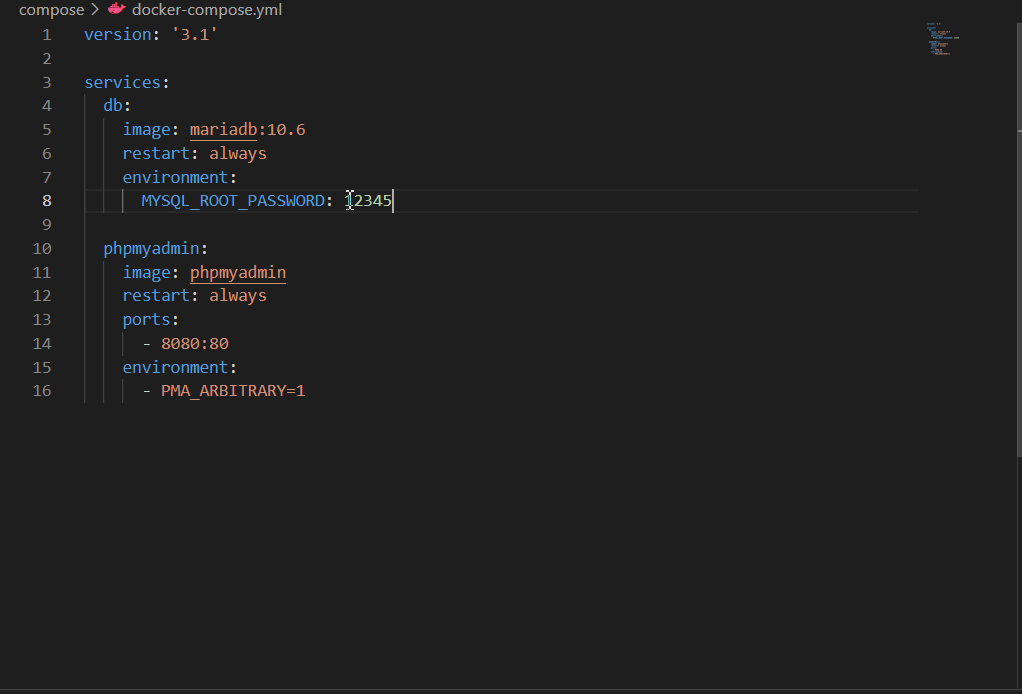 compose > docker-compose.yml
1 version: '3.1'
2
3 services:
4   db:
5     image: mariadb:10.6
6     restart: always
7     environment:
8       MYSQL_ROOT_PASSWORD: 12345
9
10   phpmyadmin:
11     image: phpmyadmin
12     restart: always
13     ports:
14       - 8080:80
15     environment:
16       - PMA_ARBITRARY=1